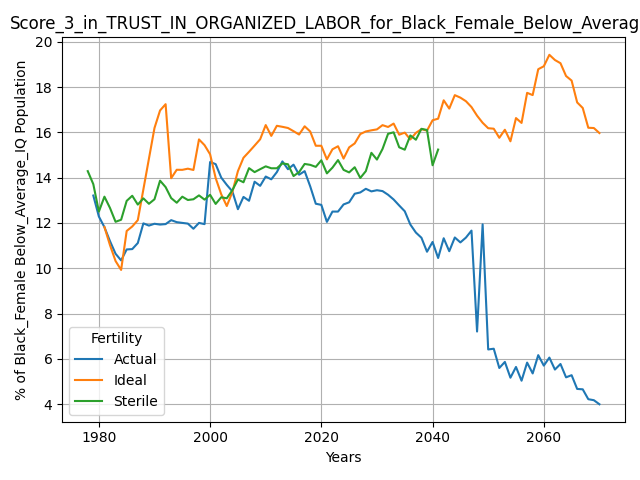 Score_3_in_TRUST_IN_ORGANIZED_LABOR_for_Black_Female_Below_Averag
% of Black_Female Below_Average_IQ Population
20
18
16
14
12
10
8
6
4
Fertility
Actual
Ideal
Sterile
1980
2000
2020
2040
2060
Years